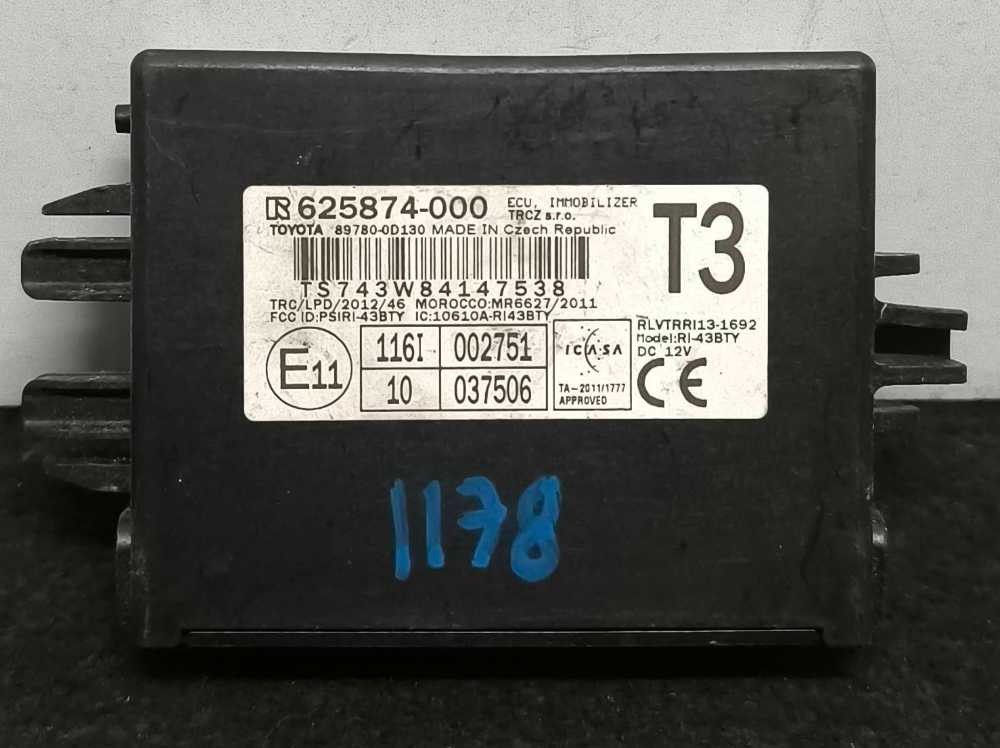 625874-000 ECU, IMMOBILIZER
TRCZ s.r.o.
TOYOTA 89780-0D130 MADE IN Czech Republic
T3
TS743W84147538
TRC/LPD/2012/46 MOROCCO:MR6627/2011
FCC ID:PSIRI-43BTY IC:10610A-RI43BTY
E11
116I 002751
10 037506
ICASA
TA-2011/1777
APPROVED
RLVTRRI13-1692
Model:RI-43BTY
DC 12V
CE
1178